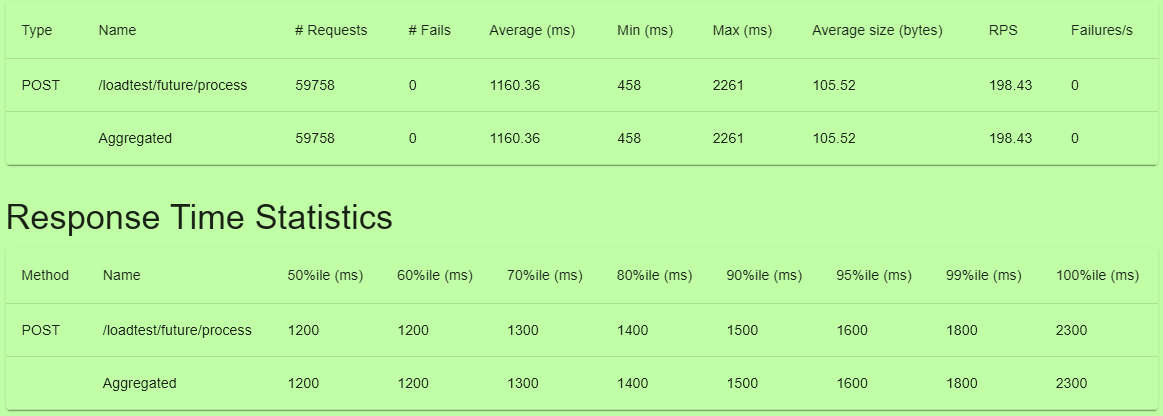 Type Name # Requests # Fails Average (ms) Min (ms) Max (ms) Average size (bytes) RPS Failures/s
POST /loadtest/future/process 59758 0 1160.36 458 2261 105.52 198.43 0
Aggregated 59758 0 1160.36 458 2261 105.52 198.43 0
Response Time Statistics
Method Name 50%ile (ms) 60%ile (ms) 70%ile (ms) 80%ile (ms) 90%ile (ms) 95%ile (ms) 99%ile (ms) 100%ile (ms)
POST /loadtest/future/process 1200 1200 1300 1400 1500 1600 1800 2300
Aggregated 1200 1200 1300 1400 1500 1600 1800 2300